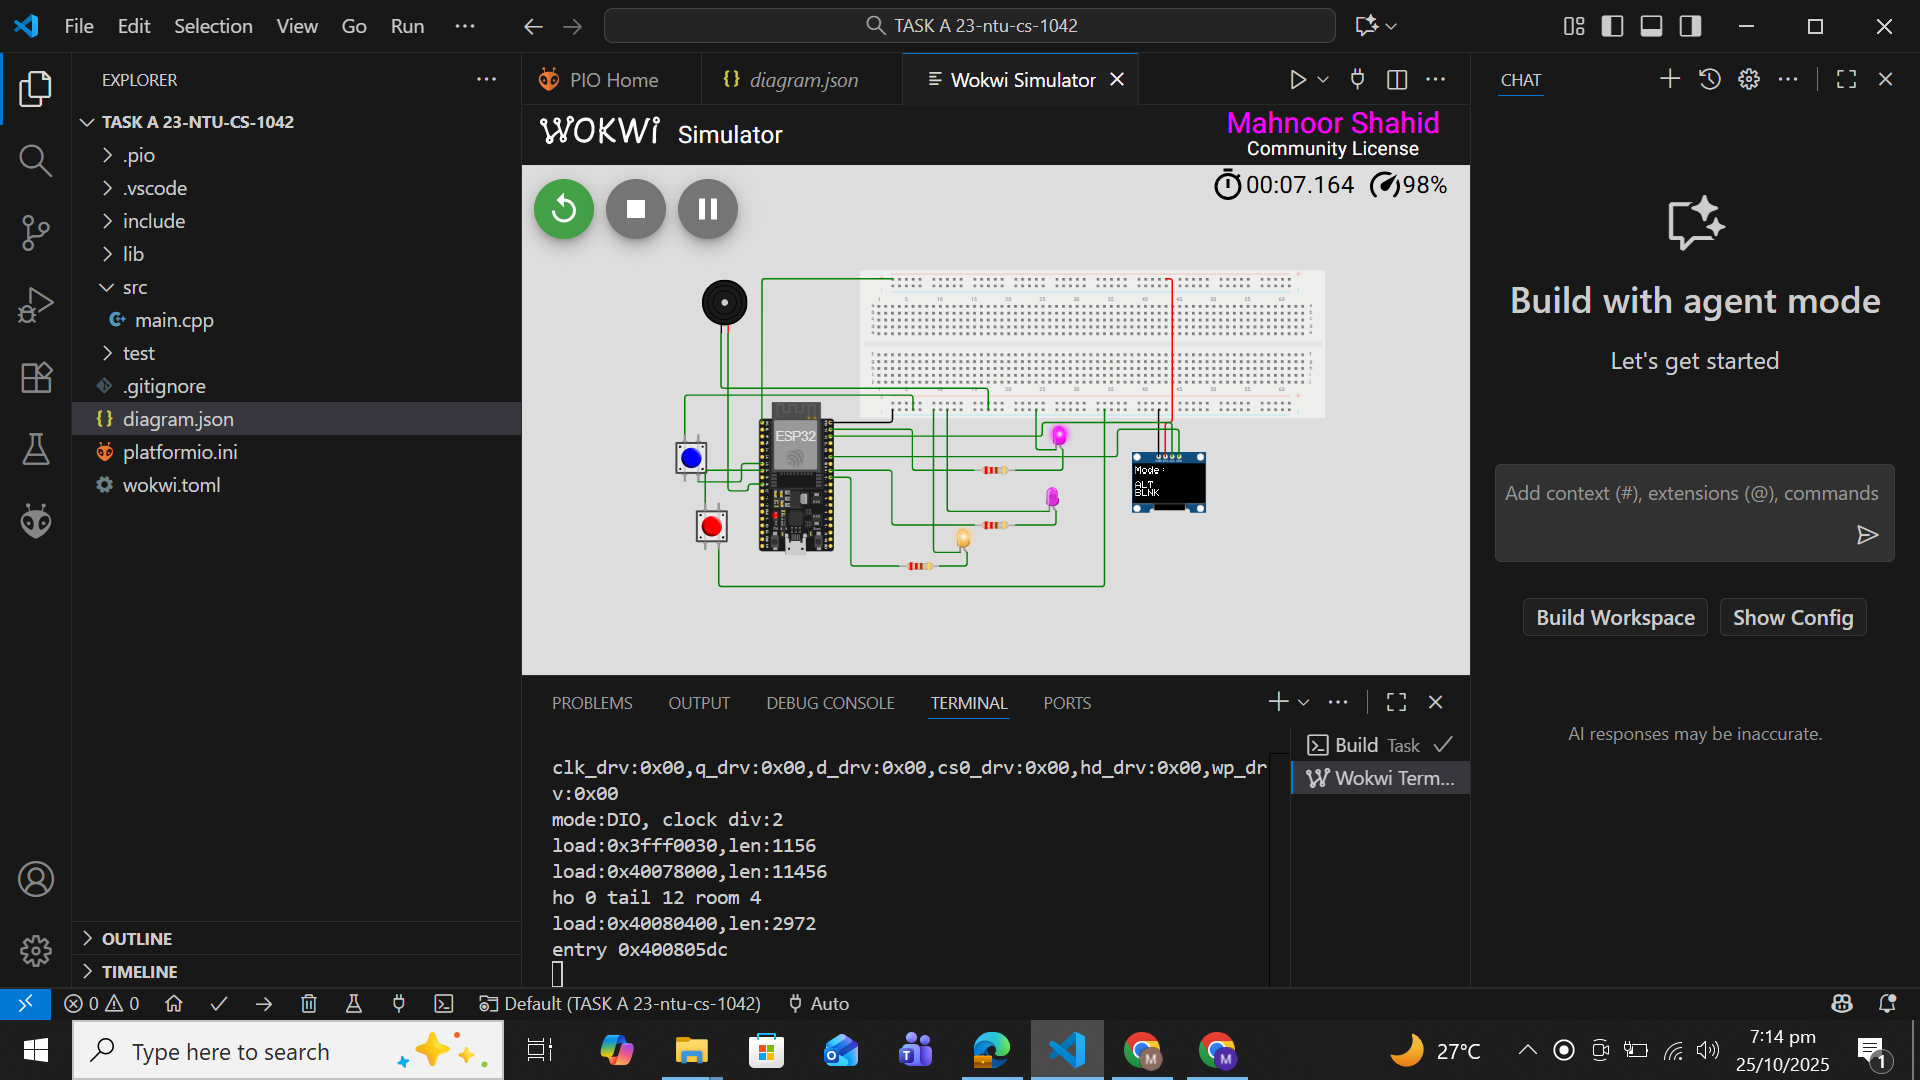 File Edit Selection View Go Run
TASK A 23-ntu-cs-1042
EXPLORER
TASK A 23-NTU-CS-1042
.pio
.vscode
include
lib
src
main.cpp
test
.gitignore
diagram.json
platformio.ini
wokwi.toml
OUTLINE
TIMELINE
PIO Home
diagram.json
Wokwi Simulator
WOKWI Simulator
Mahnoor Shahid
Community License
00:07.164 98%
ESP32
Mode:
ALT
BLNK
PROBLEMS OUTPUT DEBUG CONSOLE TERMINAL PORTS
clk_drv:0x00,q_drv:0x00,d_drv:0x00,cs0_drv:0x00,hd_drv:0x00,wp_dr
v:0x00
mode:DIO, clock div:2
load:0x3fff0030,len:1156
load:0x40078000,len:11456
ho 0 tail 12 room 4
load:0x40080400,len:2972
entry 0x400805dc
Build Task
Wokwi Term...
CHAT
Build with agent mode
Let's get started
Add context (#), extensions (@), commands
Build Workspace
Show Config
AI responses may be inaccurate.
0 0
Default (TASK A 23-ntu-cs-1042)
Auto
Type here to search
27°C
7:14 pm
25/10/2025
1